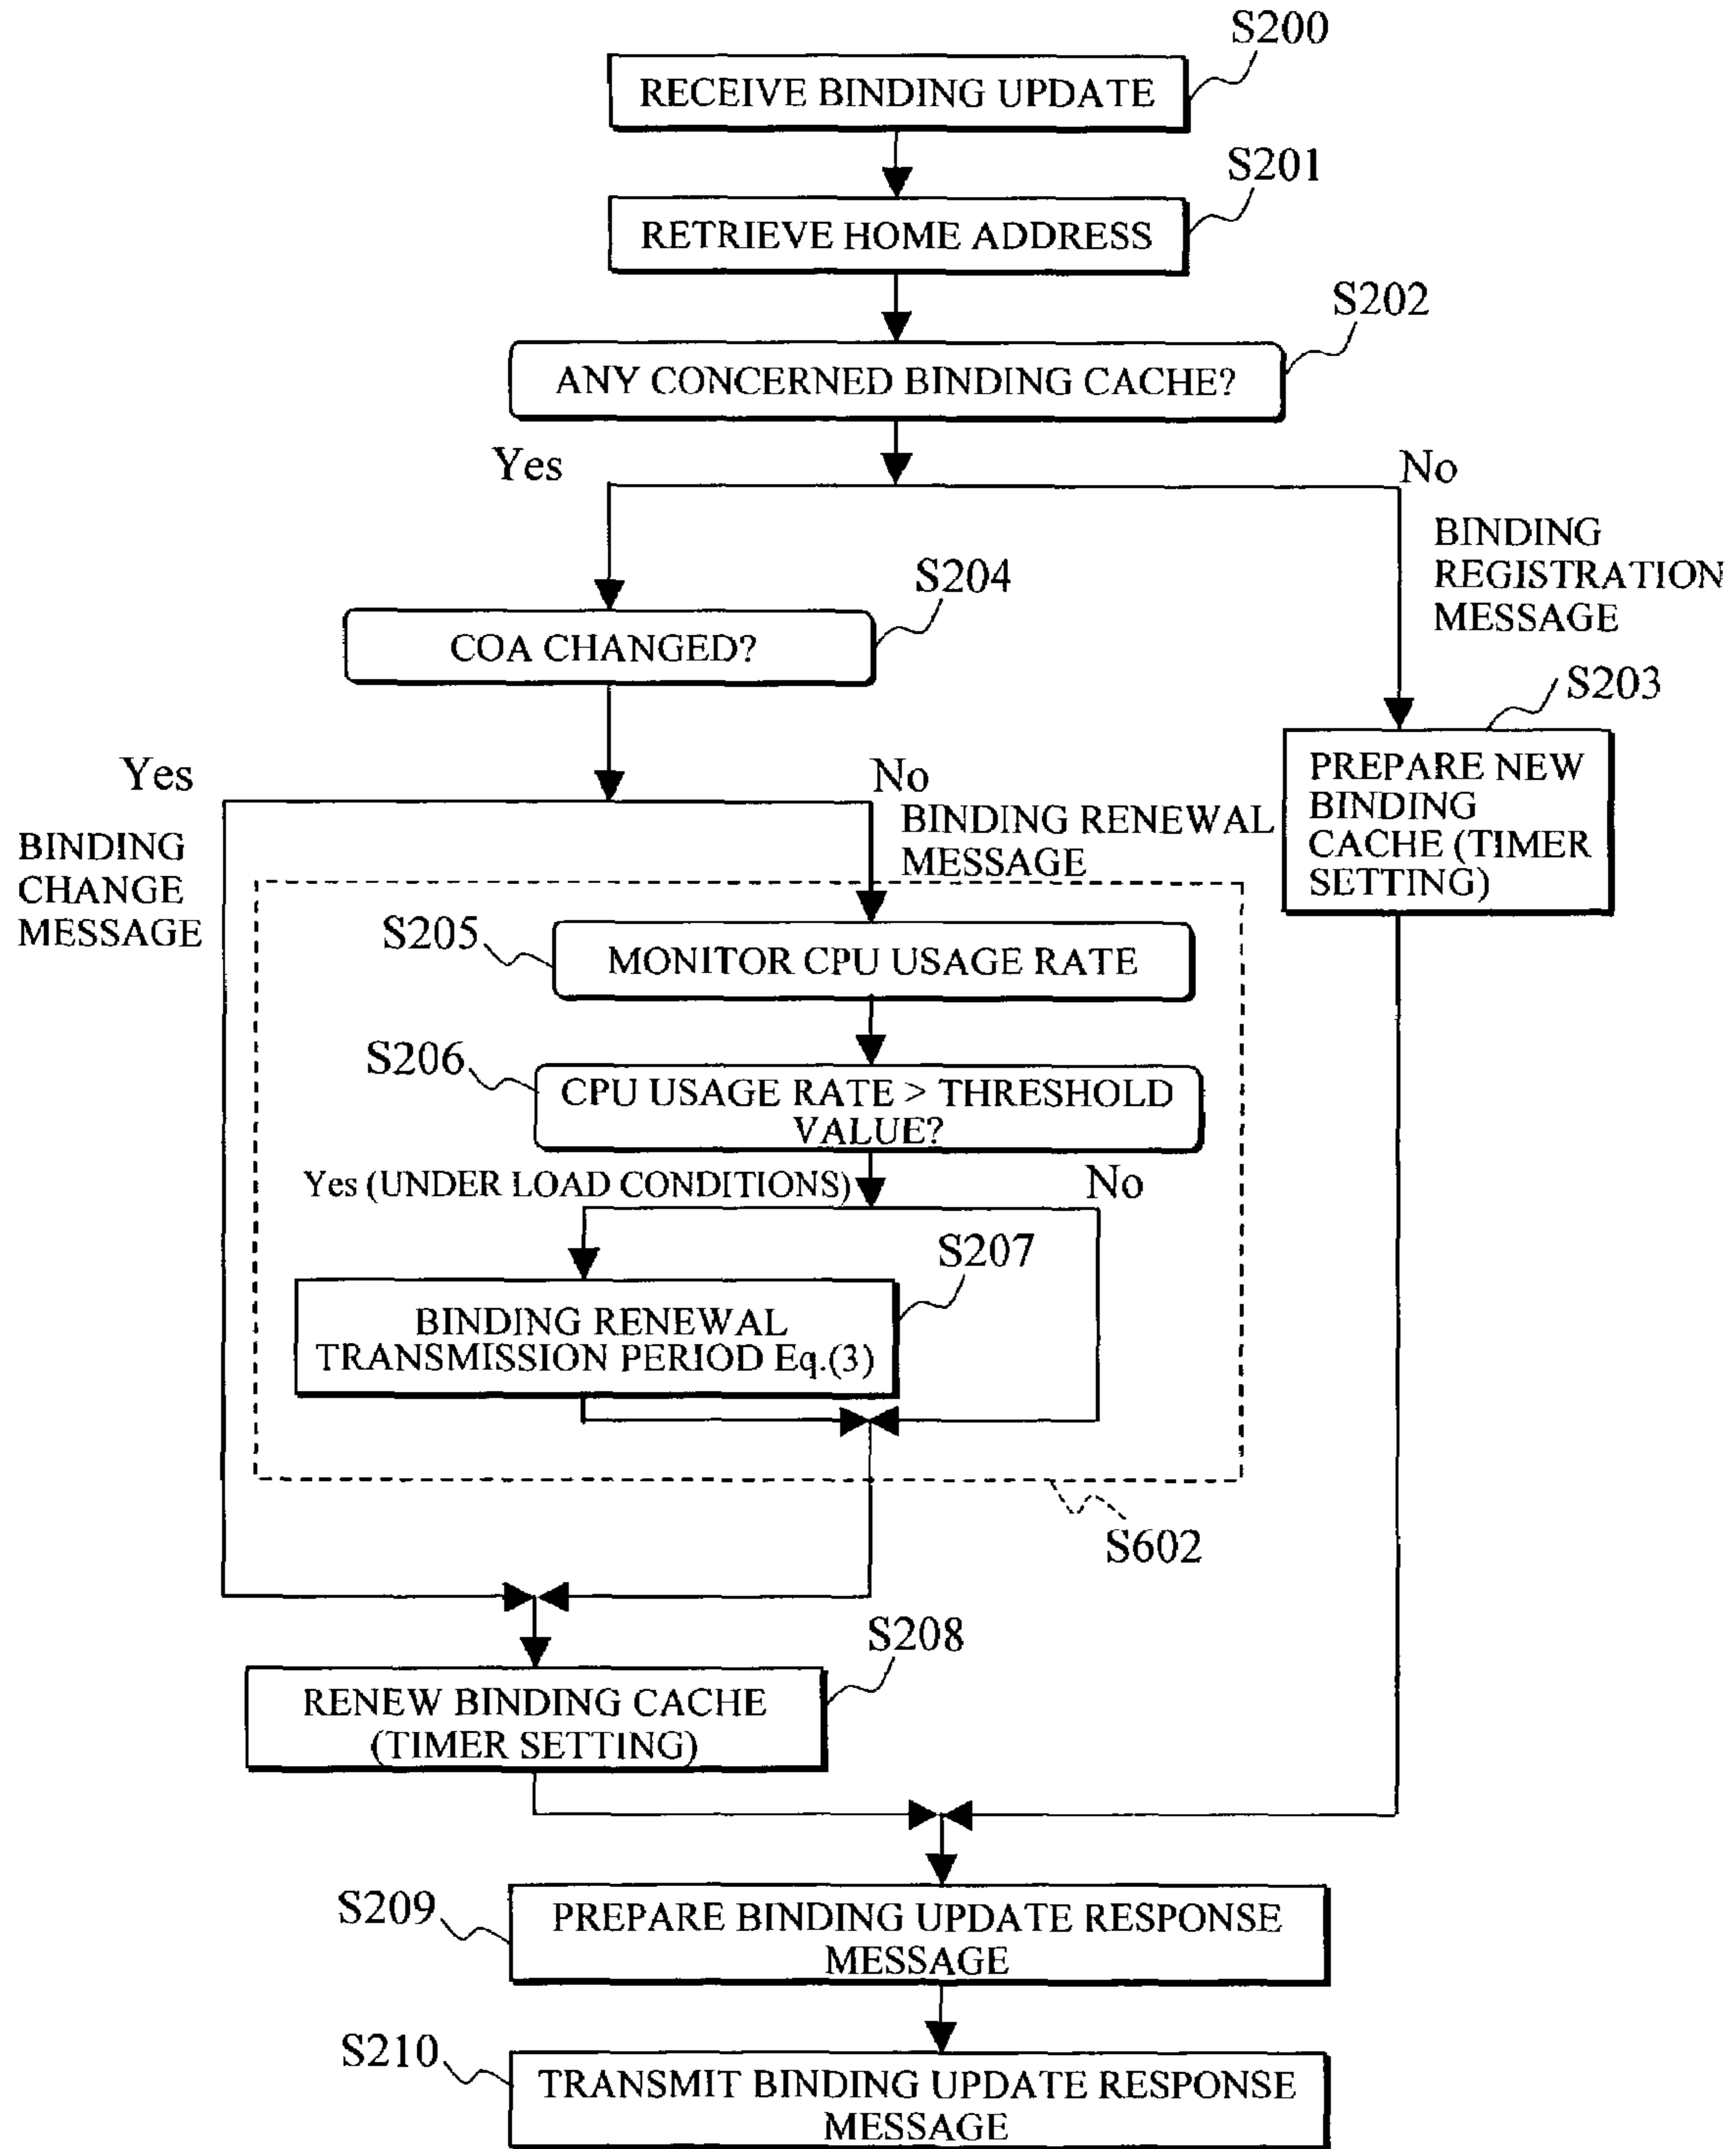 S200
RECEIVE BINDING UPDATE
S201
RETRIEVE HOME ADDRESS
S202
ANY CONCERNED BINDING CACHE?
Yes
No
BINDING
REGISTRATION
MESSAGE
S204
COA CHANGED?
S203
PREPARE NEW
BINDING
CACHE (TIMER
SETTING)
Yes
No
BINDING
CHANGE
MESSAGE
BINDING RENEWAL
MESSAGE
S205
MONITOR CPU USAGE RATE
S206
CPU USAGE RATE > THRESHOLD
VALUE?
Yes (UNDER LOAD CONDITIONS)
No
S207
BINDING RENEWAL
TRANSMISSION PERIOD Eq.(3)
S602
S208
RENEW BINDING CACHE
(TIMER SETTING)
S209
PREPARE BINDING UPDATE RESPONSE
MESSAGE
S210
TRANSMIT BINDING UPDATE RESPONSE
MESSAGE